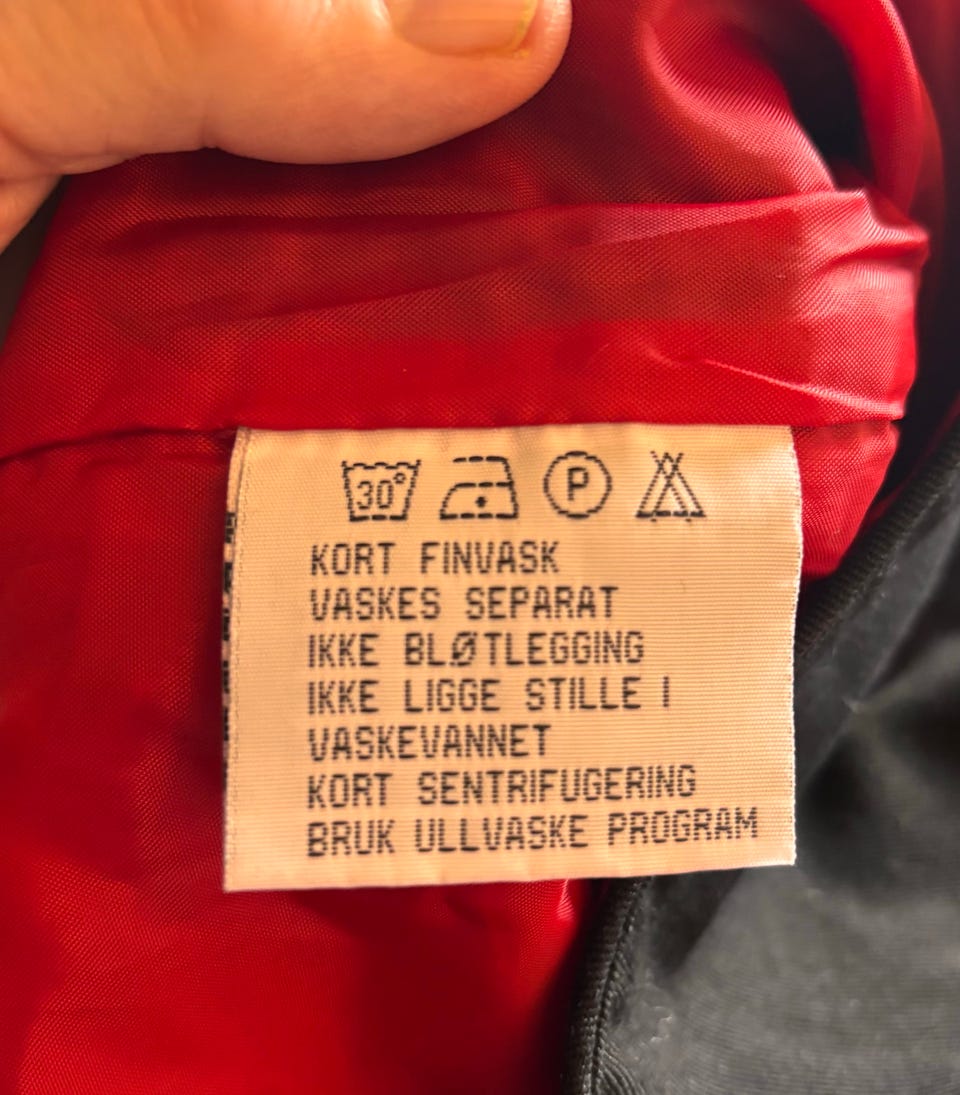 30°
P
KORT FINVASK
VASKES SEPARAT
IKKE BLØTLEGGING
IKKE LIGGE STILLE I
VASKEVANNET
KORT SENTRIFUGERING
BRUK ULLVASKE PROGRAM